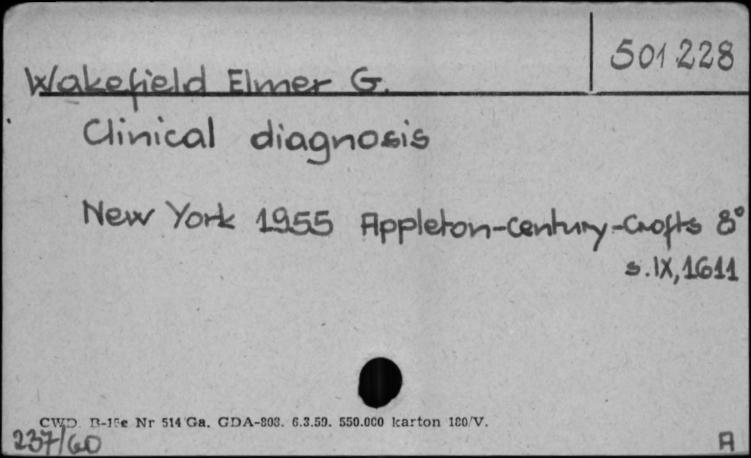 501228
Wakefield Elmer G.
Clinical diagnosis
New York 1955 Appleton-Century-Crofts 8°
s.IX,1611
CWD. B-15e Nr 514 Ga. GDA-808. 6.3.59. 550.000 karton 180/V.
237/60
A